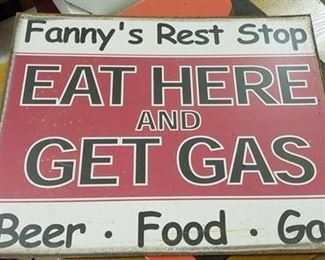 Fanny's Rest Stop
EAT HERE
AND
GET GAS
Beer · Food ·